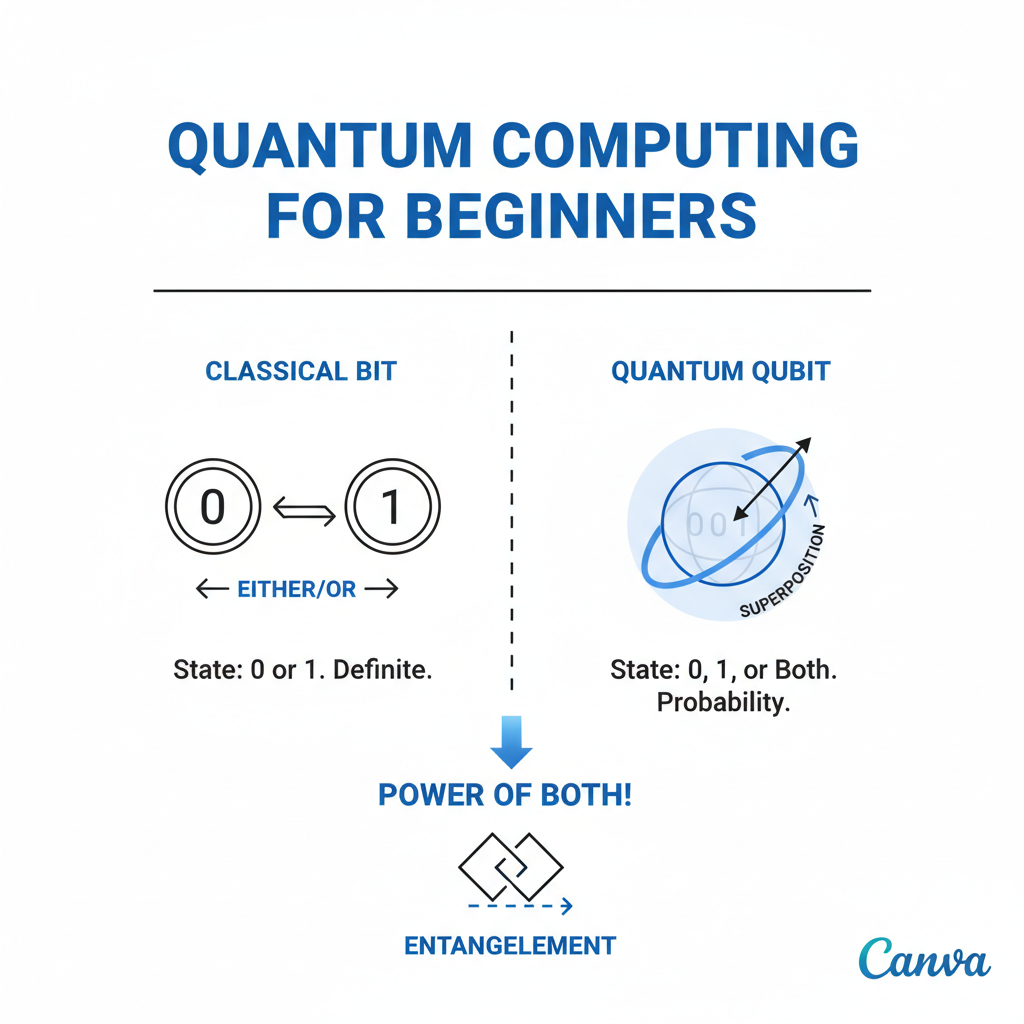 QUANTUM COMPUTING
FOR BEGINNERS
CLASSICAL BIT
0
1
EITHER/OR
State: 0 or 1. Definite.
QUANTUM QUBIT
001
SUPERPOSITION
State: 0, 1, or Both.
Probability.
POWER OF BOTH!
ENTANGELEMENT
Canva